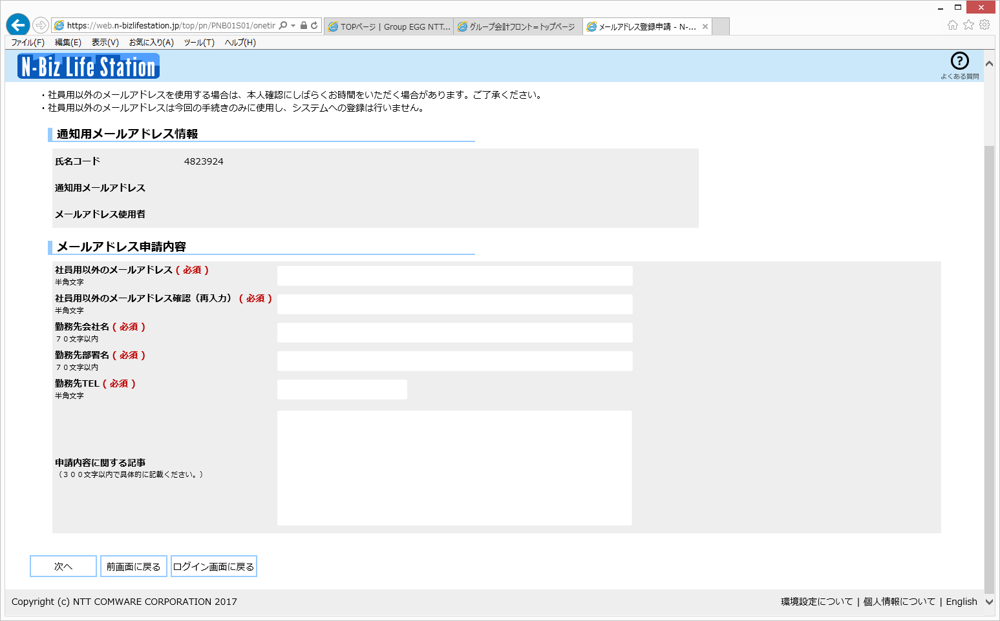 https://web.n-bizlifestation.jp/top/pn/PNB01S01/onetir
TOPページ | Group EGG NTT...
グループ会計フロント=トップページ
メールアドレス登録申請 - N-...
ファイル(F) 編集(E) 表示(V) お気に入り(A) ツール(T) ヘルプ(H)
N-Biz Life Station
?
よくある質問
・社員用以外のメールアドレスを使用する場合は、本人確認にしばらくお時間をいただく場合があります。ご了承ください。
・社員用以外のメールアドレスは今回の手続きのみに使用し、システムへの登録は行いません。
通知用メールアドレス情報
氏名コード 4823924
通知用メールアドレス
メールアドレス使用者
メールアドレス申請内容
社員用以外のメールアドレス ( 必須 )
半角文字
社員用以外のメールアドレス確認（再入力） ( 必須 )
半角文字
勤務先会社名 ( 必須 )
７０文字以内
勤務先部署名 ( 必須 )
７０文字以内
勤務先TEL ( 必須 )
半角文字
申請内容に関する記事
（３００文字以内で具体的に記載ください。）
次へ 前画面に戻る ログイン画面に戻る
Copyright (c) NTT COMWARE CORPORATION 2017
環境設定について | 個人情報について | English